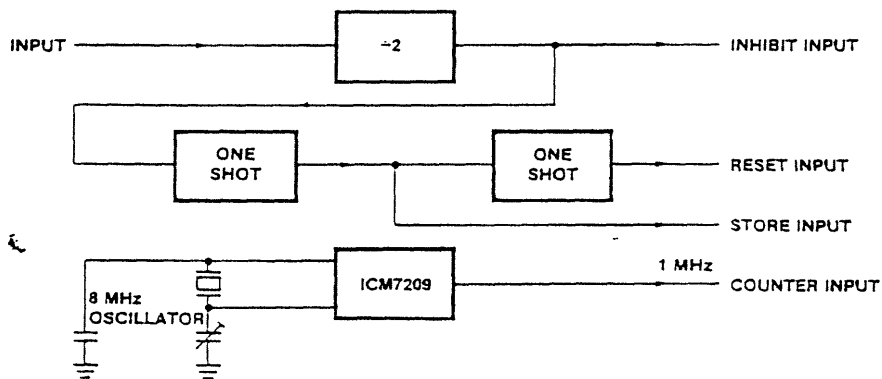 INPUT
÷2
INHIBIT INPUT
ONE
SHOT
ONE
SHOT
RESET INPUT
STORE INPUT
8 MHz
OSCILLATOR
ICM7209
1 MHz
COUNTER INPUT